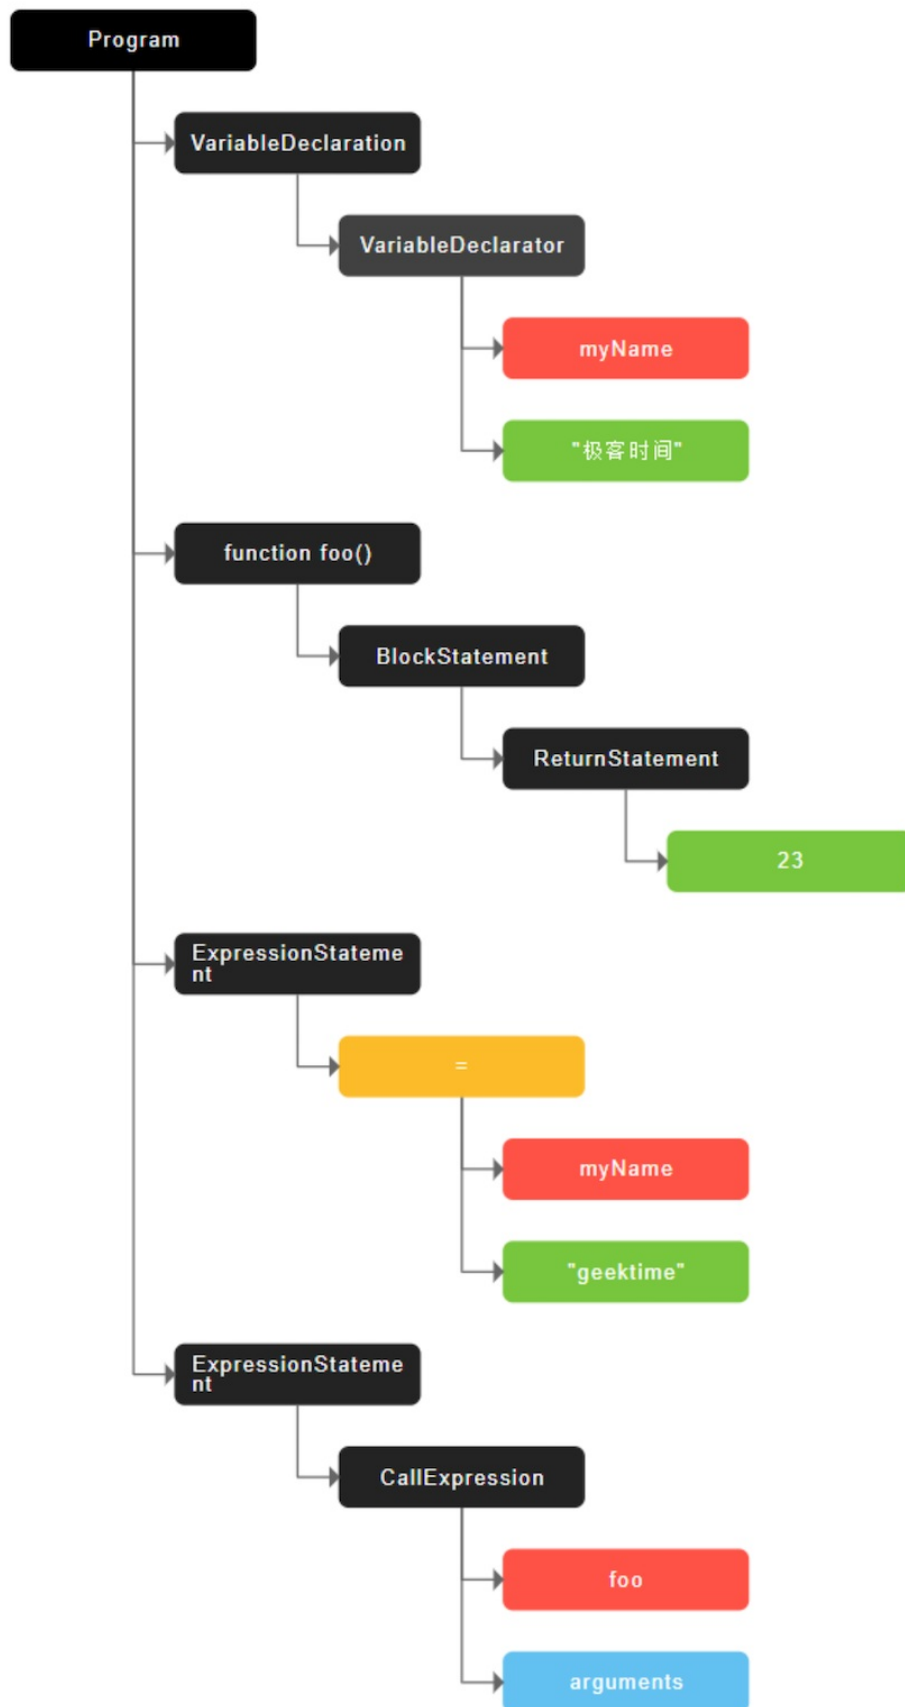 Program
VariableDeclaration
VariableDeclarator
myName
"极客时间"
function foo()
BlockStatement
ReturnStatement
23
ExpressionStateme
nt
=
myName
"geektime"
ExpressionStateme
nt
CallExpression
foo
arguments